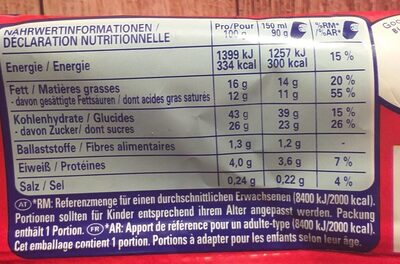 NÄHRWERTINFORMATIONEN /
DÉCLARATION NUTRITIONNELLE
Pro/Pour 100 g
150 ml 90 g
%RM*/ %AR*
Energie / Energie 1399 kJ 334 kcal 1257 kJ 300 kcal 15 %
Fett / Matières grasses 16 g 14 g 20 %
- davon gesättigte Fettsäuren / dont acides gras saturés 12 g 11 g 55 %
Kohlenhydrate / Glucides 43 g 39 g 15 %
- davon Zucker/ dont sucres 26 g 23 g 26 %
Ballaststoffe / Fibres alimentaires 1,3 g 1,2 g -
Eiweiß / Protéines 4,0 g 3,6 g 7 %
Salz / Sel 0,24 g 0,22 g 4 %
AT *RM: Referenzmenge für einen durchschnittlichen Erwachsenen (8400 kJ/2000 kcal).
Portionen sollten für Kinder entsprechend ihrem Alter angepasst werden. Packung
enthält 1 Portion. FR *AR: Apport de référence pour un adulte-type (8400 kJ/2000 kcal).
Cet emballage contient 1 portion. Portions à adapter pour les enfants selon leur âge.